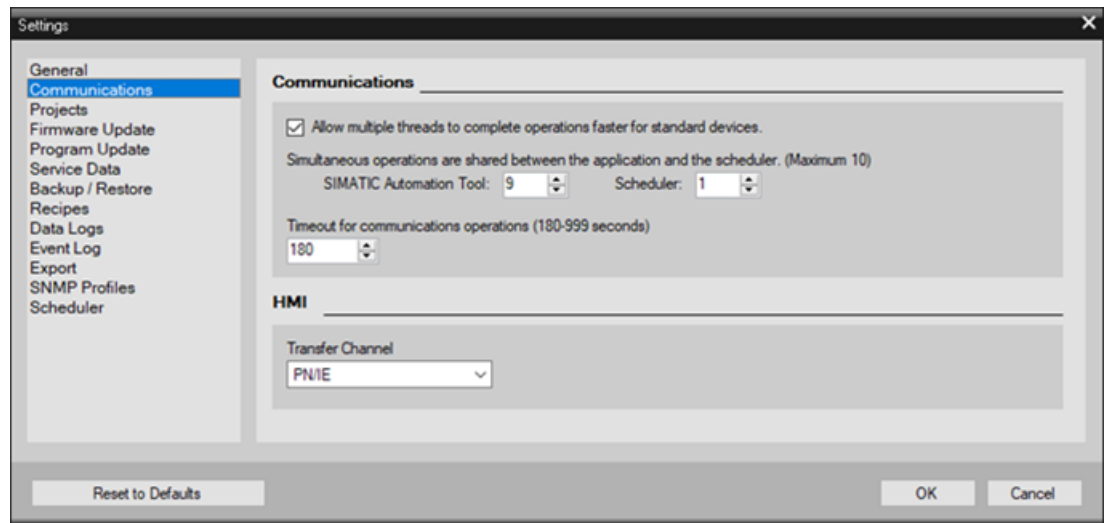 Settings
General
Communications
Projects
Firmware Update
Program Update
Service Data
Backup / Restore
Recipes
Data Logs
Event Log
Export
SNMP Profiles
Scheduler
Communications
Allow multiple threads to complete operations faster for standard devices.
Simultaneous operations are shared between the application and the scheduler. (Maximum 10)
SIMATIC Automation Tool: 9 Scheduler: 1
Timeout for communications operations (180-999 seconds)
180
HMI
Transfer Channel
PN/IE
Reset to Defaults OK Cancel